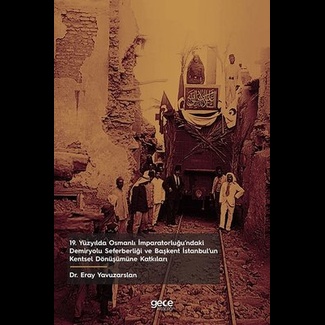 19. Yüzyılda Osmanlı İmparatorluğu'ndaki
Demiryolu Seferberliği ve Başkent İstanbul'un
Kentsel Dönüşümüne Katkıları
Dr. Eray Yavuzarslan
gece